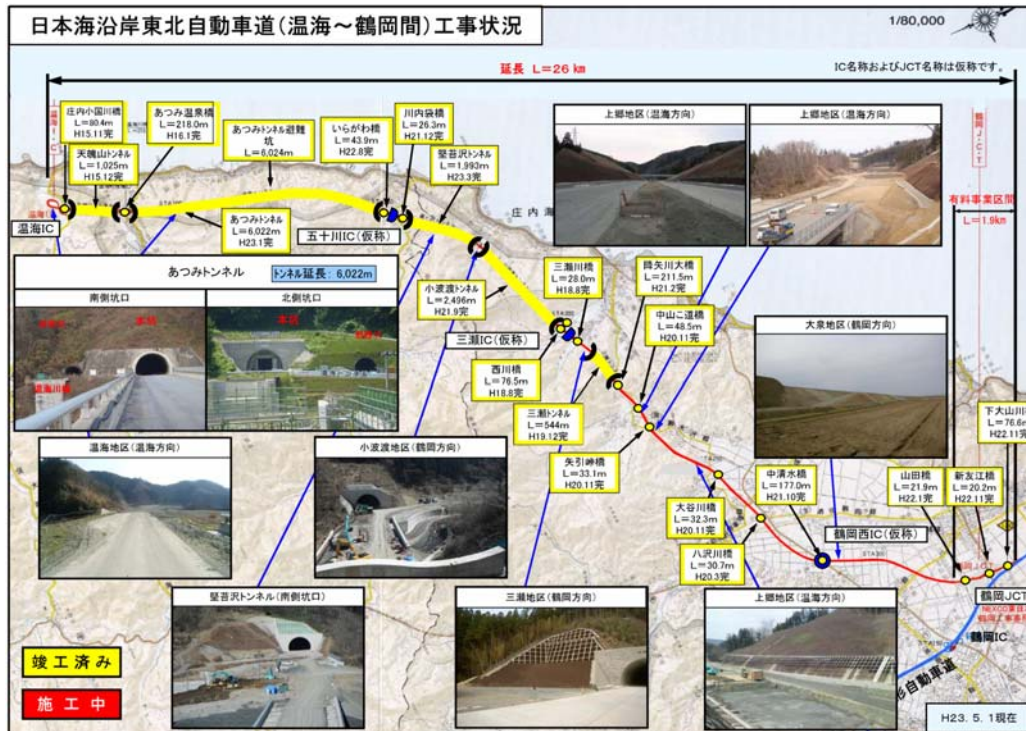 日本海沿岸東北自動車道(温海～鶴岡間)工事状況
1/80,000
延長 L=26km
IC名称およびJCT名称は仮称です。
庄内小国川橋
L=80.4m
H15.11完
あつみ温泉橋
L=218.0m
H16.1完
あつみトンネル避難
坑
L=6,024m
いらがわ橋
L=43.9m
H22.8完
川内袋橋
L=26.3m
H21.12完
天魄山トンネル
L=1,025m
H15.12完
堅苔沢トンネル
L=1,993m
H23.3完
上郷地区(温海方向)
上郷地区(温海方向)
鶴岡J・C・T
有料事業区間
L=1.9km
温海IC
あつみトンネル
L=6,022m
H23.1完
五十川IC(仮称)
庄内海
あつみトンネル
トンネル延長: 6,022m
南側坑口
北側坑口
本坑
本坑
温海川橋
小波渡トンネル
L=2,496m
H21.9完
三瀬川橋
L=28.0m
H18.8完
降矢川大橋
L=211.5m
H21.2完
中山こ道橋
L=48.5m
H20.11完
三瀬IC(仮称)
西川橋
L=76.5m
H18.8完
三瀬トンネル
L=544m
H19.12完
大泉地区(鶴岡方向)
下大山川橋
L=76.6m
H22.11完
温海地区(温海方向)
小波渡地区(鶴岡方向)
矢引峠橋
L=33.1m
H20.11完
中清水橋
L=177.0m
H21.10完
山田橋
L=21.9m
H22.1完
新友江橋
L=20.2m
H22.11完
大谷川橋
L=32.3m
H20.11完
鶴岡西IC(仮称)
八沢川橋
L=30.7m
H20.3完
鶴岡JCT
堅苔沢トンネル(南側坑口)
三瀬地区(鶴岡方向)
上郷地区(温海方向)
鶴岡IC
形自動車道
竣工済み
施工中
H23.5.1現在